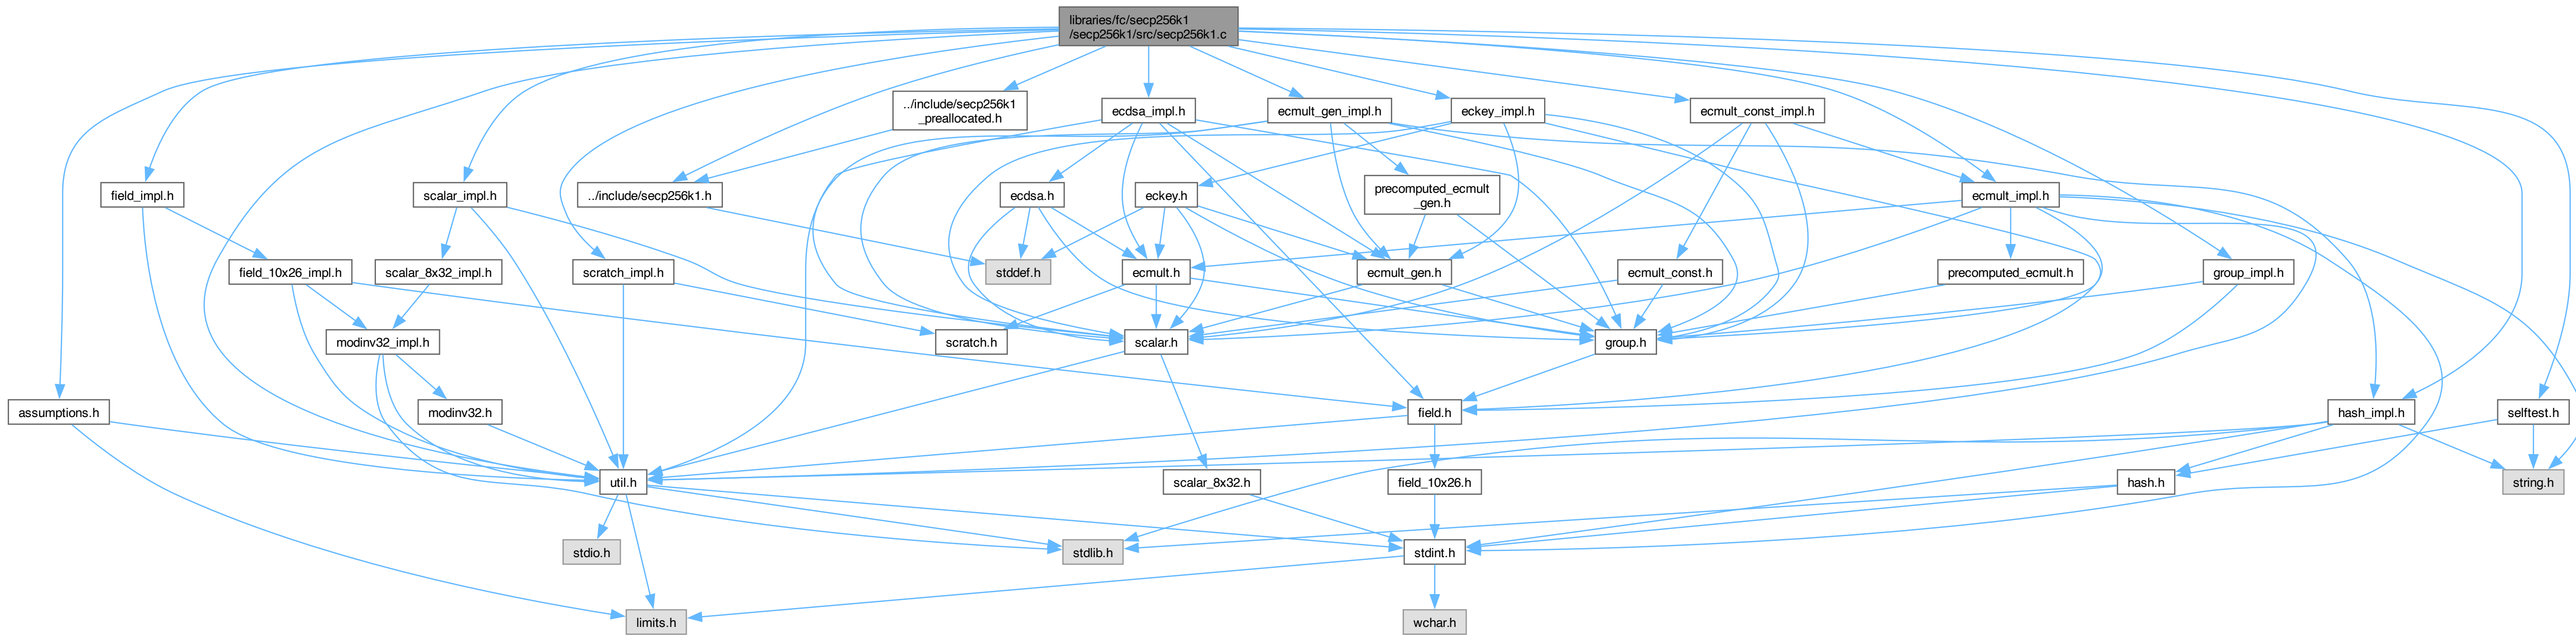 libraries/fc/secp256k1
/secp256k1/src/secp256k1.c
../include/secp256k1
_preallocated.h
ecdsa_impl.h
ecmult_gen_impl.h
eckey_impl.h
ecmult_const_impl.h
field_impl.h
scalar_impl.h
../include/secp256k1.h
ecdsa.h
eckey.h
precomputed_ecmult
_gen.h
ecmult_impl.h
field_10x26_impl.h
scalar_8x32_impl.h
scratch_impl.h
stddef.h
ecmult.h
ecmult_gen.h
ecmult_const.h
precomputed_ecmult.h
group_impl.h
modinv32_impl.h
scratch.h
scalar.h
group.h
assumptions.h
modinv32.h
field.h
hash_impl.h
selftest.h
util.h
scalar_8x32.h
field_10x26.h
hash.h
string.h
stdio.h
stdlib.h
stdint.h
limits.h
wchar.h